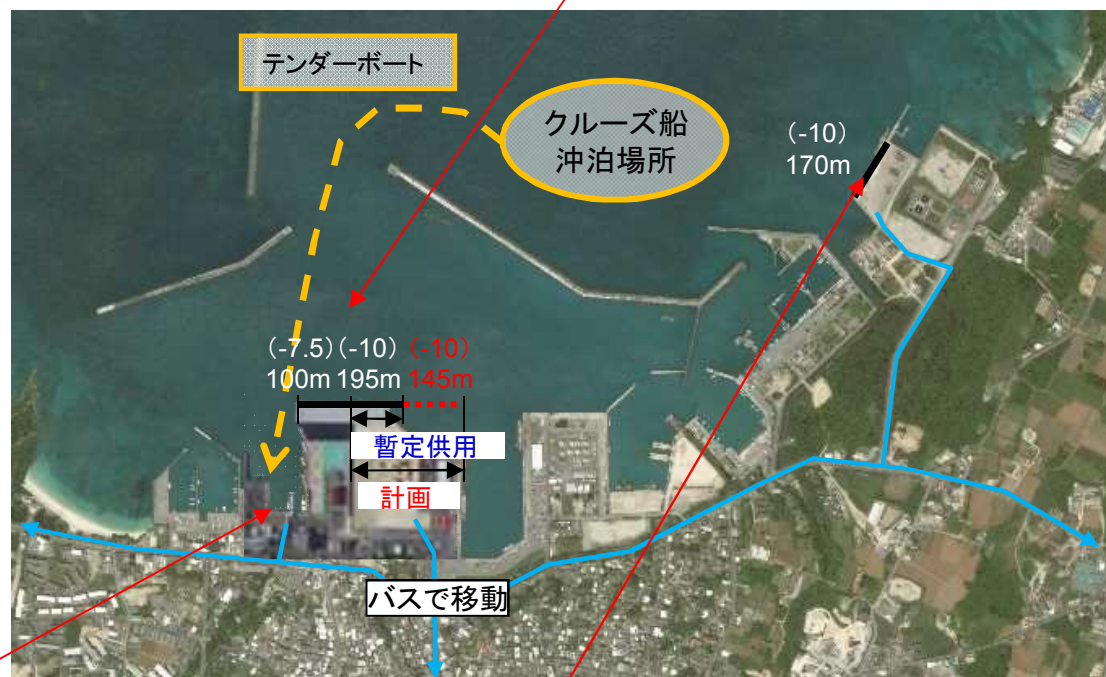 テンダーボート
クルーズ船
沖泊場所
(-10)
170m
(-7.5)(-10)(-10)
100m 195m 145m
暫定供用
計画
バスで移動